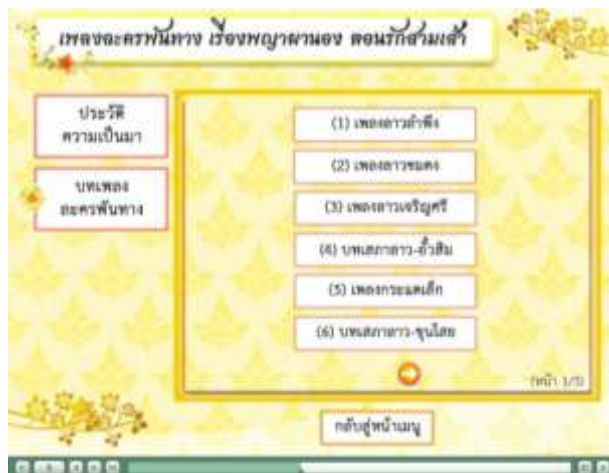 เพลงละครพันทาง เรื่องพญาผานอง ตอนรักสามเส้า
ประวัติ
ความเป็นมา
บทเพลง
ละครพันทาง
(1) เพลงลาวลำพึง
(2) เพลงลาวชมดง
(3) เพลงลาวเจริญศรี
(4) บทเสภาลาว-อั้วสิม
(5) เพลงกระแตเล็ก
(6) บทเสภาลาว-ขุนไสย
(หน้า 1/3)
กลับสู่หน้าเมนู